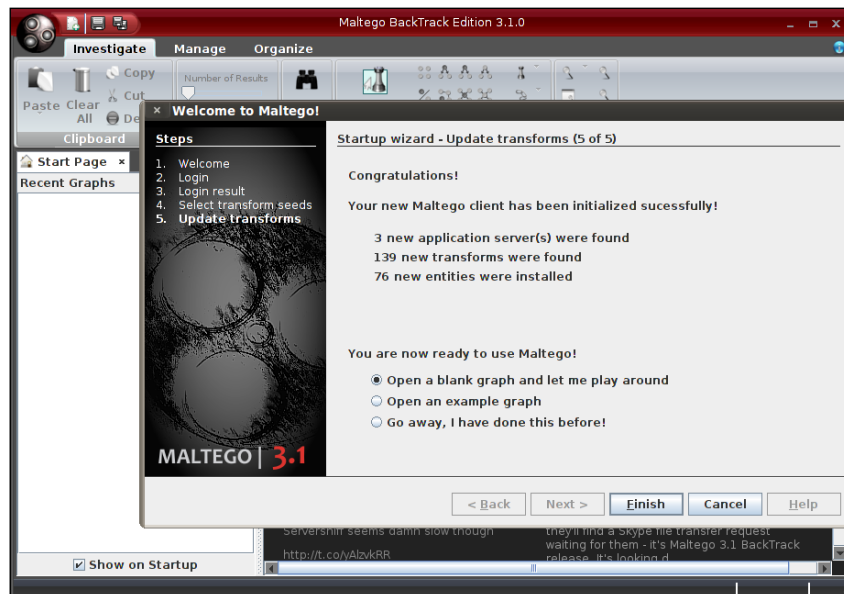 Maltego BackTrack Edition 3.1.0
Investigate Manage Organize
Copy
Cut
Paste
Clear All
Number of Results
Clipboard
Start Page
Recent Graphs
Show on Startup
Welcome to Maltego!
Steps
1. Welcome
2. Login
3. Login result
4. Select transform seeds
5. Update transforms
MALTEGO | 3.1
Startup wizard - Update transforms (5 of 5)
Congratulations!
Your new Maltego client has been initialized sucessfully!
3 new application server(s) were found
139 new transforms were found
76 new entities were installed
You are now ready to use Maltego!
Open a blank graph and let me play around
Open an example graph
Go away, I have done this before!
< Back Next > Finish Cancel Help
Serversniff seems damn slow though
http://t.co/yAlzvkRR
they'll find a Skype file transfer request
waiting for them - it's Maltego 3.1 BackTrack
release. It's looking d